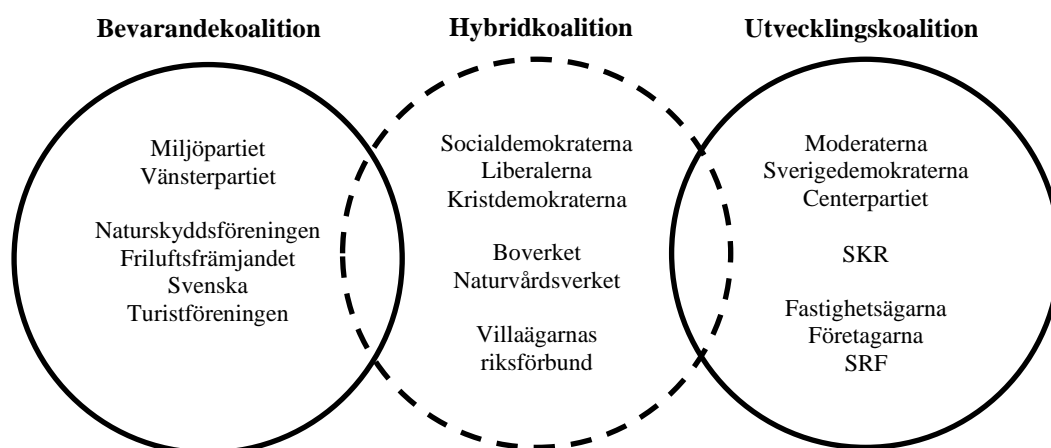 Bevarandekoalition
Hybridkoalition
Utvecklingskoalition
Miljöpartiet
Vänsterpartiet
Naturskyddsföreningen
Friluftsfrämjandet
Svenska
Turistföreningen
Socialdemokraterna
Liberalerna
Kristdemokraterna
Boverket
Naturvårdsverket
Villaägarnas
riksförbund
Moderaterna
Sverigedemokraterna
Centerpartiet
SKR
Fastighetsägarna
Företagarna
SRF